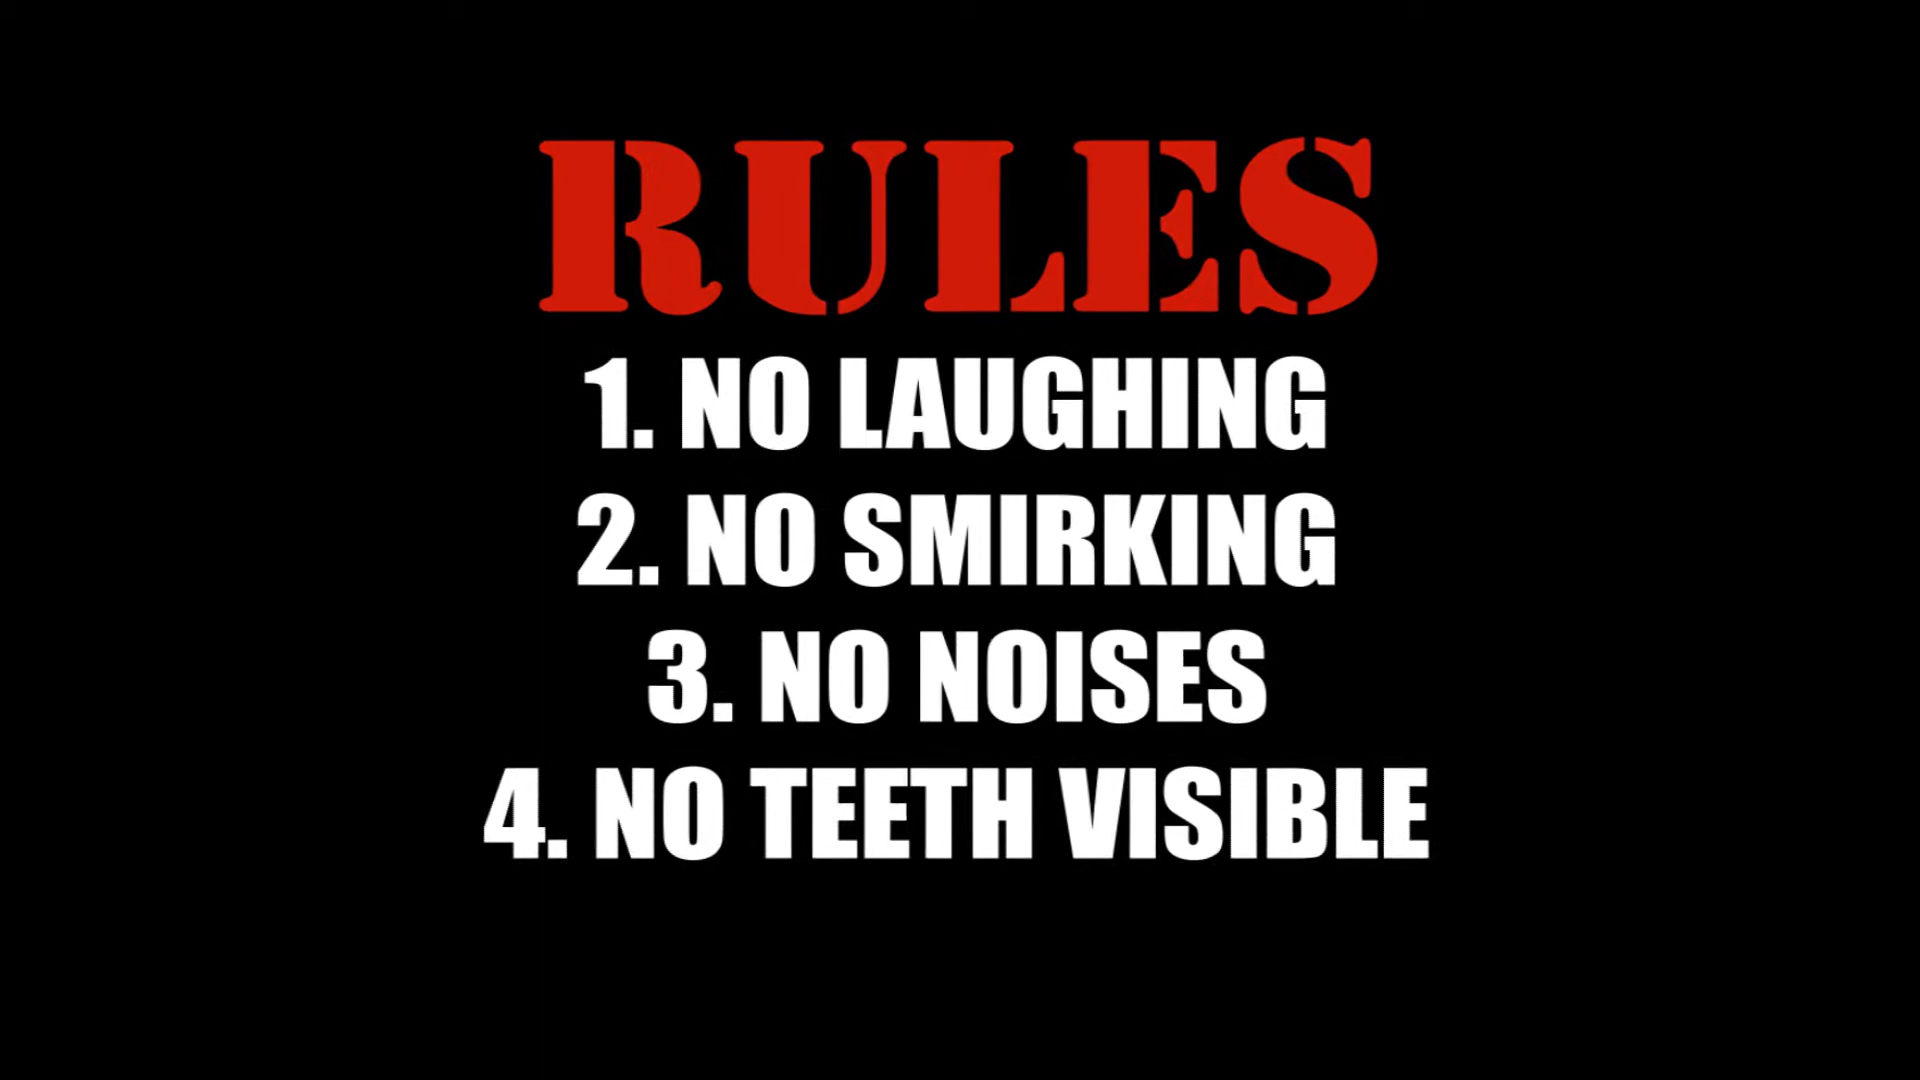 RULES
1. NO LAUGHING
2. NO SMIRKING
3. NO NOISES
4. NO TEETH VISIBLE